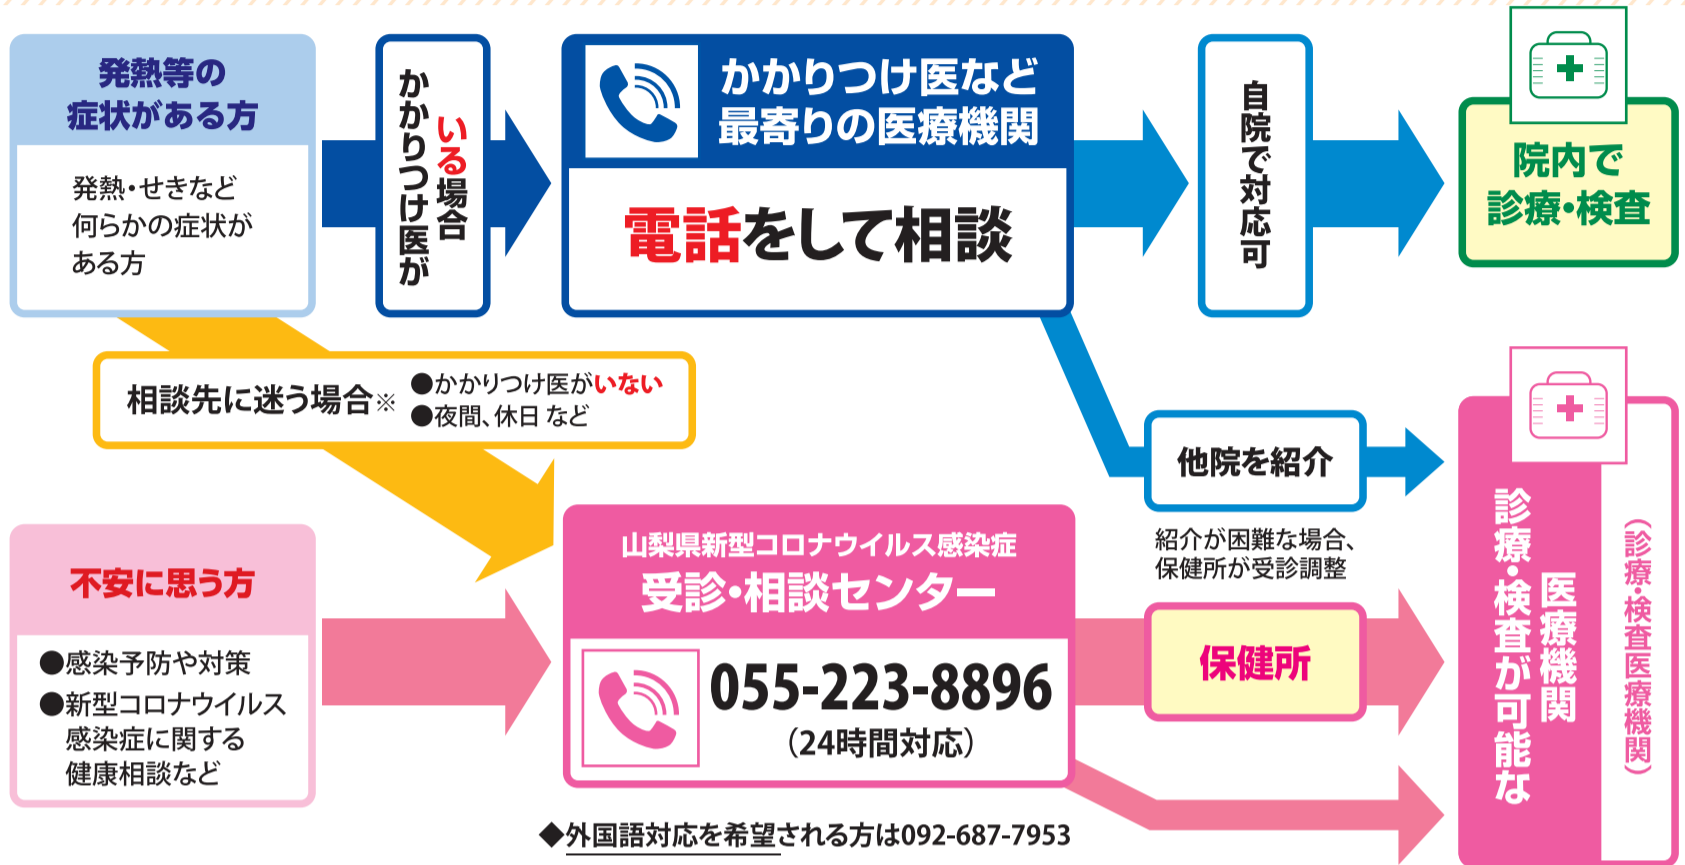 発熱等の
症状がある方
発熱・せきなど
何らかの症状が
ある方
かかりつけ医が
いる場合
かかりつけ医など
最寄りの医療機関
電話をして相談
自院で対応可
院内で
診療・検査
相談先に迷う場合※
●かかりつけ医がいない
●夜間、休日 など
他院を紹介
紹介が困難な場合、
保健所が受診調整
不安に思う方
●感染予防や対策
●新型コロナウイルス
感染症に関する
健康相談など
山梨県新型コロナウイルス感染症
受診・相談センター
055-223-8896
（24時間対応）
保健所
診療・検査が可能な
医療機関
（診療・検査医療機関）
◆外国語対応を希望される方は092-687-7953